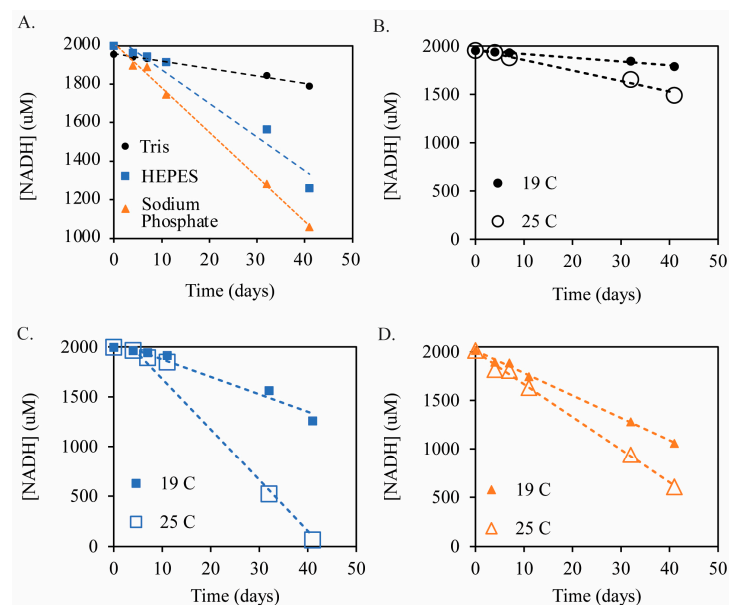 A.
2000
1800
1600
1400
1200
1000
[NADH] (uM)
Tris
HEPES
Sodium
Phosphate
0 10 20 30 40 50
Time (days)
B.
2000
1500
1000
500
0
[NADH] (uM)
19 C
25 C
0 10 20 30 40 50
Time (days)
C.
2000
1500
1000
500
0
[NADH] (uM)
19 C
25 C
0 10 20 30 40 50
Time (days)
D.
2000
1500
1000
500
0
[NADH] (uM)
19 C
25 C
0 10 20 30 40 50
Time (days)